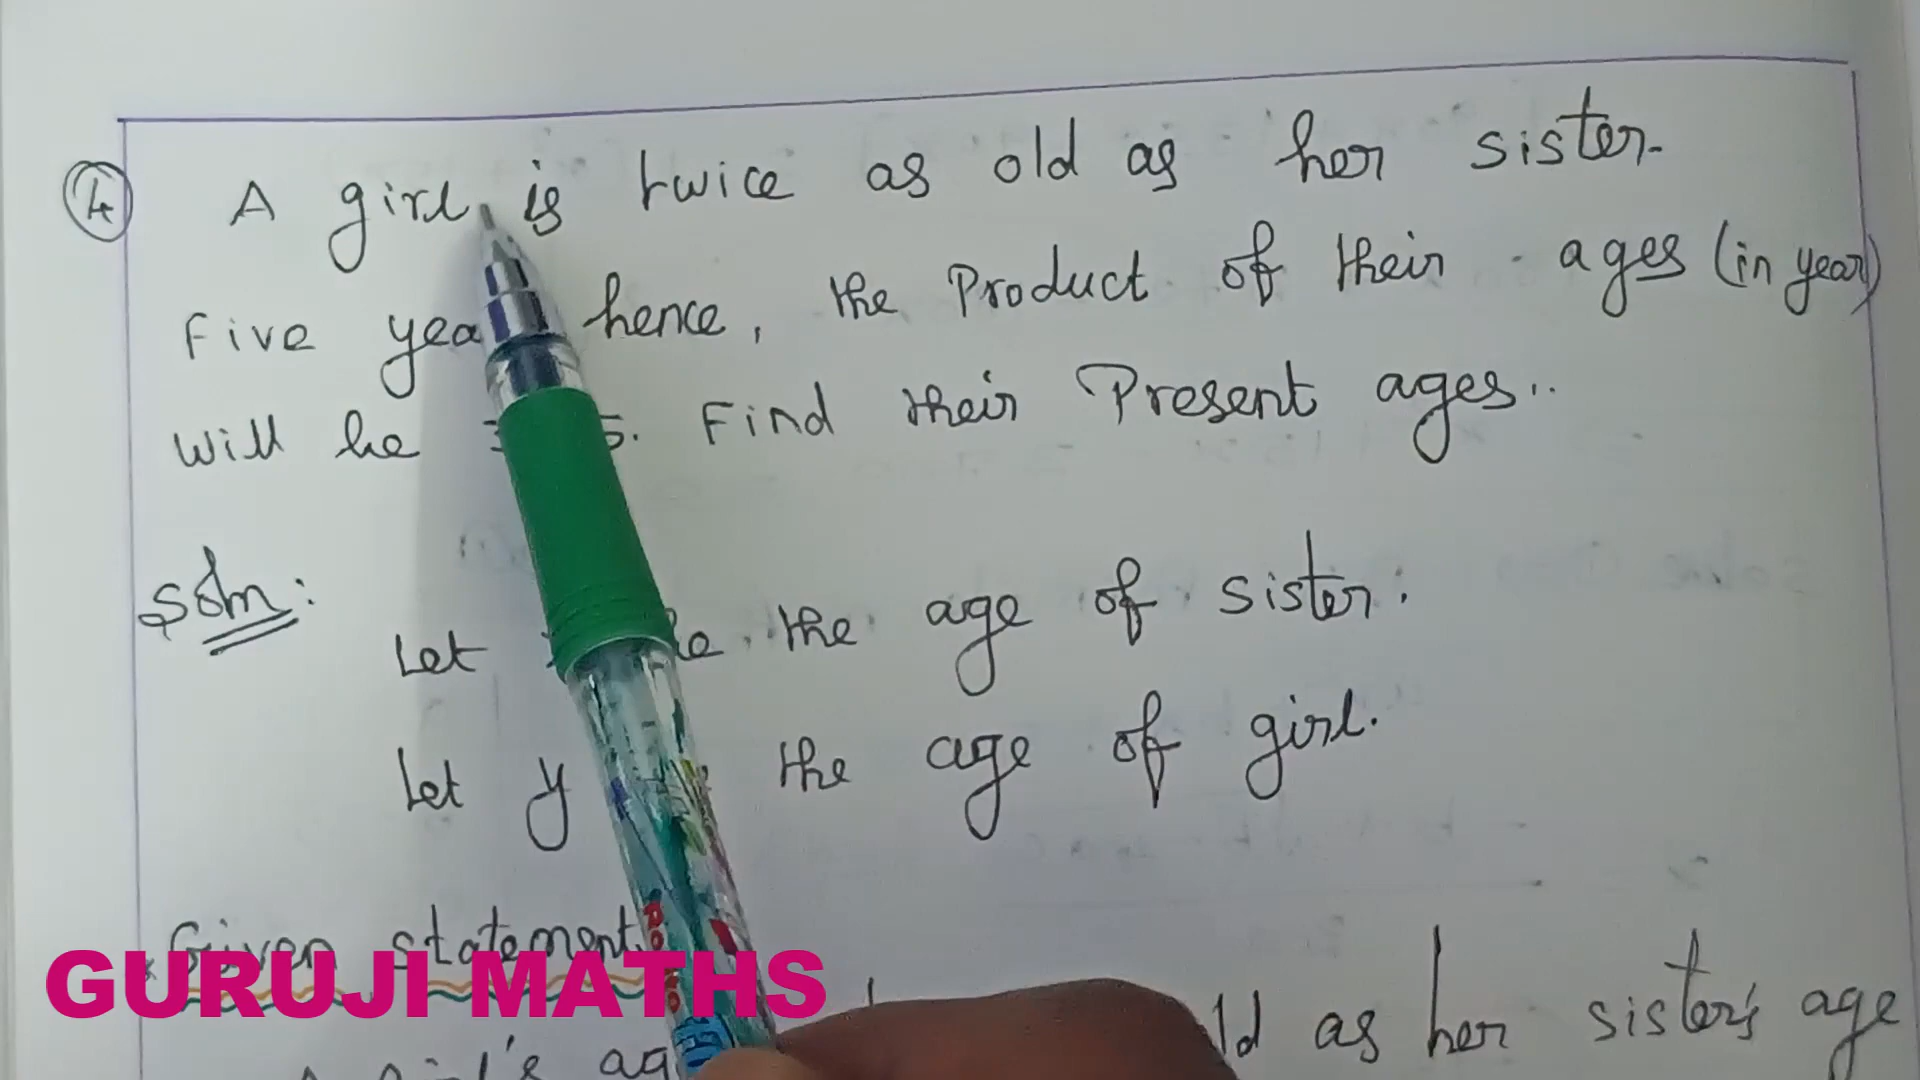 4 A girl is twice as old as her sister.
Five hence, the Product of their ages (in year)
will be Find their Present ages..
Soln:
Let the age of sister.
Let y the age of girl.
Given statement
GURUJI MATHS
as her sister's age